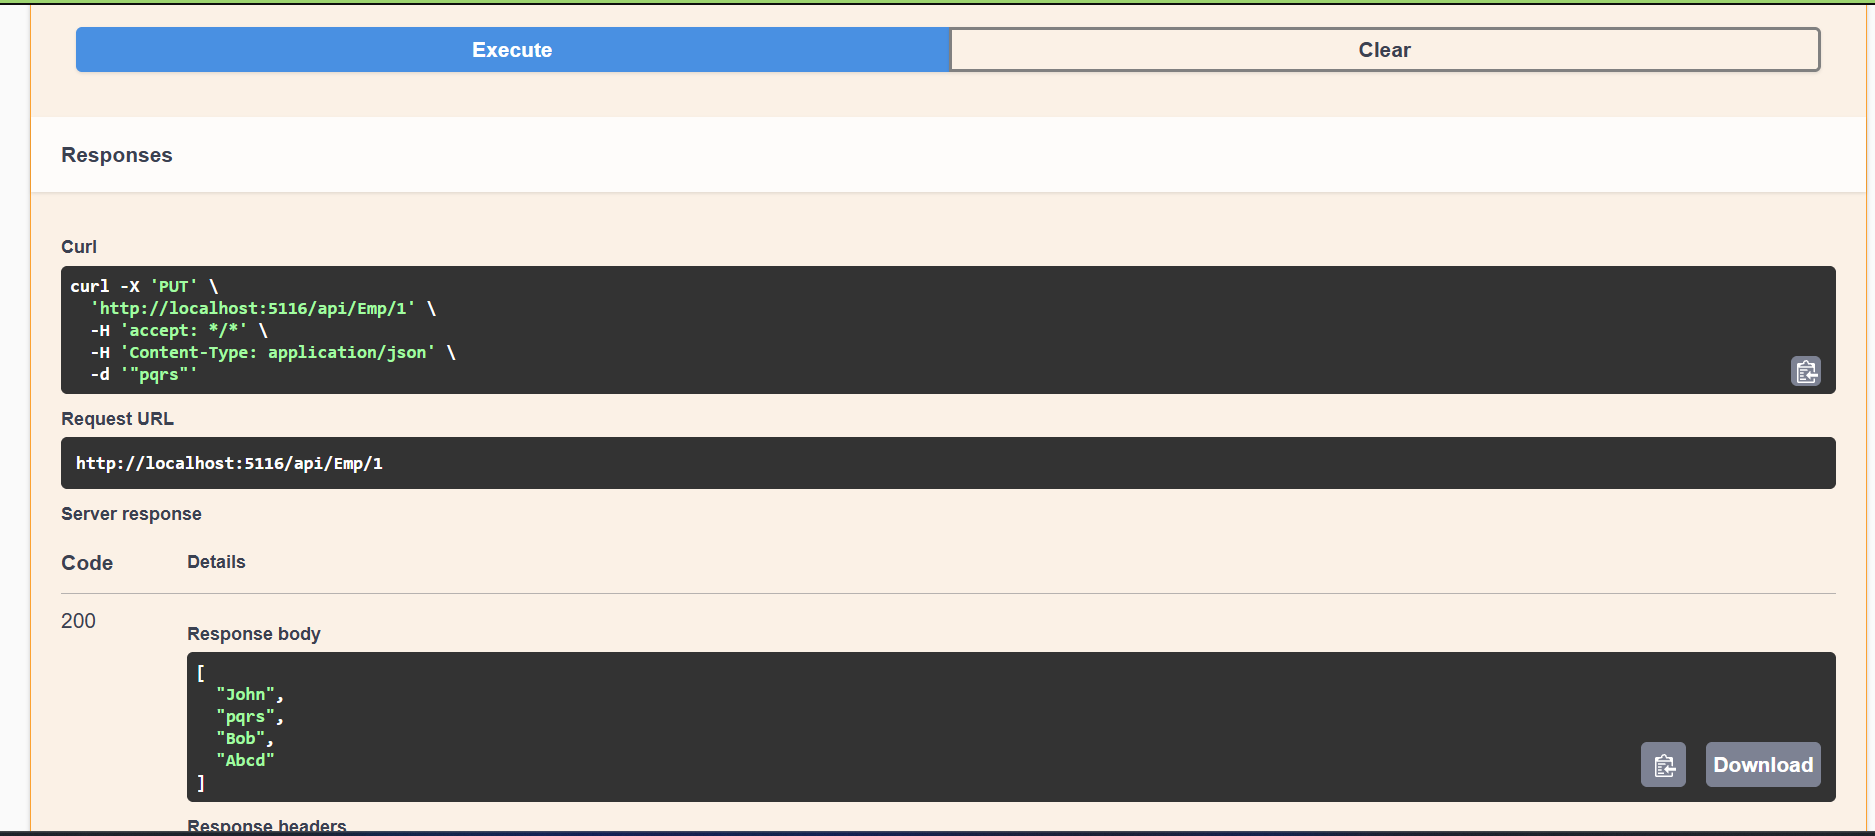 Execute
Clear
Responses
Curl
curl -X 'PUT' \
  'http://localhost:5116/api/Emp/1' \
  -H 'accept: */*' \
  -H 'Content-Type: application/json' \
  -d '"pqrs"'
Request URL
http://localhost:5116/api/Emp/1
Server response
Code Details
200
Response body
[
  "John",
  "pqrs",
  "Bob",
  "Abcd"
]
Download
Response headers